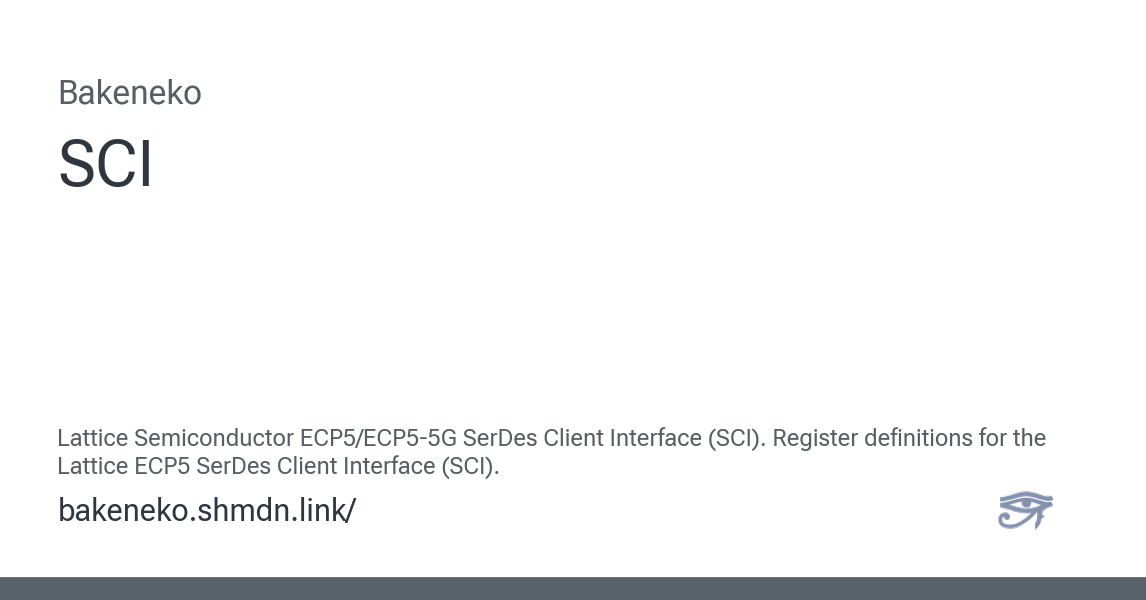 Bakeneko
SCI
Lattice Semiconductor ECP5/ECP5-5G SerDes Client Interface (SCI). Register definitions for the
Lattice ECP5 SerDes Client Interface (SCI).
bakeneko.shmdn.link/